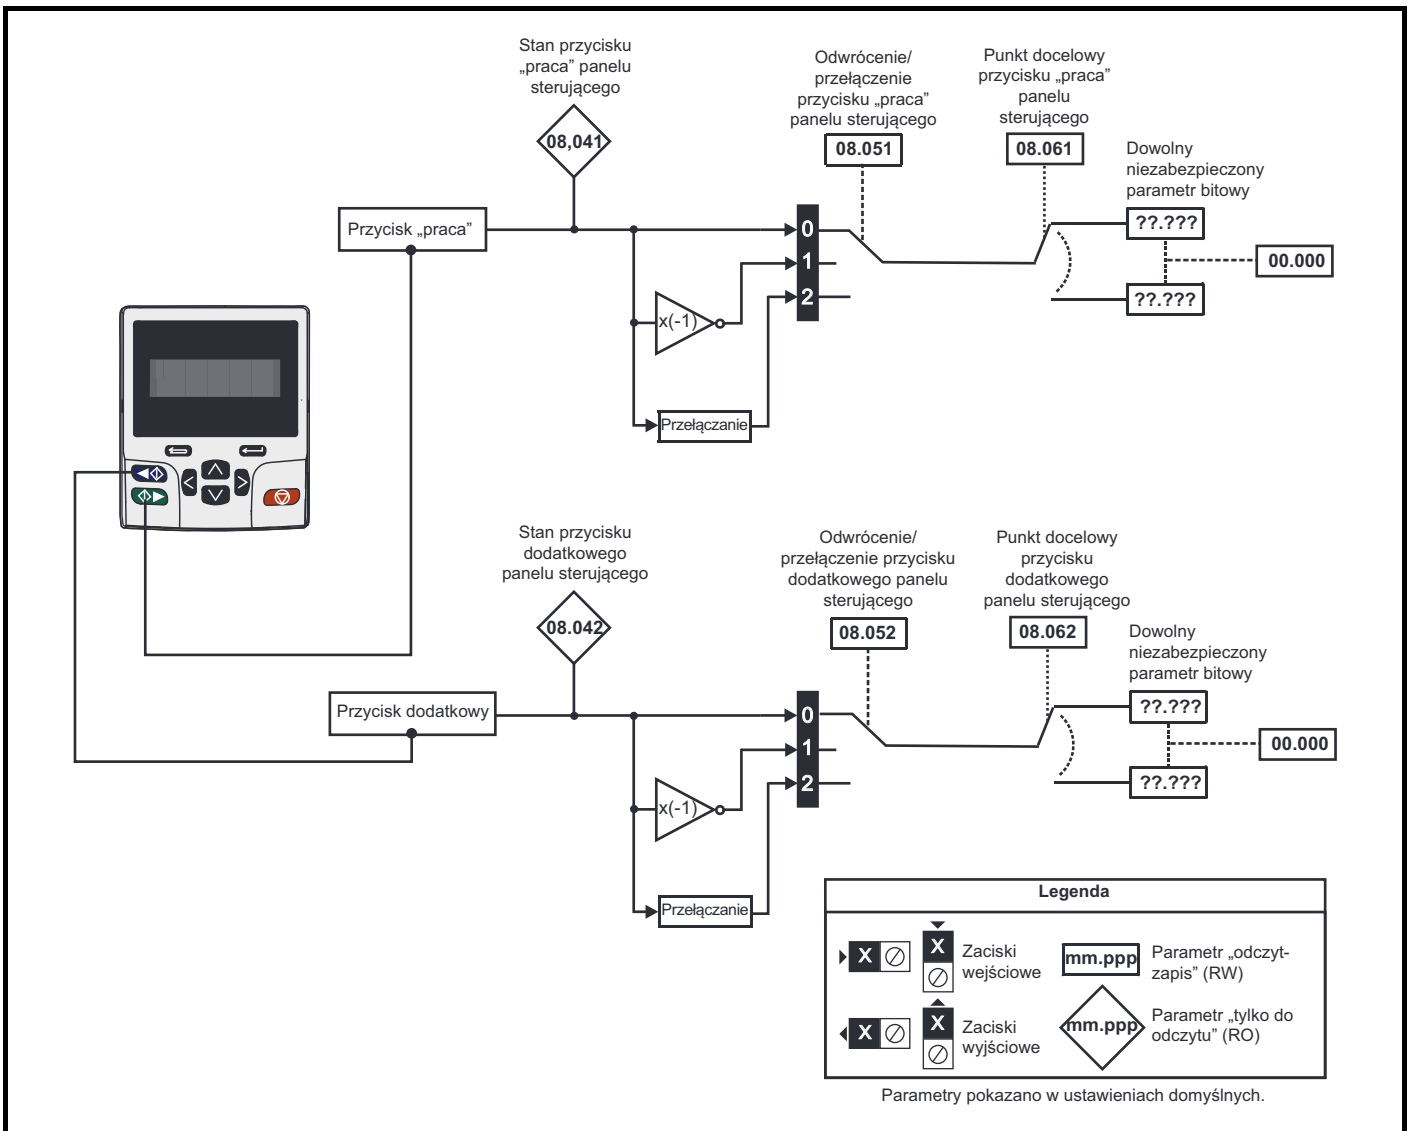 Stan przycisku
„praca” panelu
sterującego
08,041
Odwrócenie/
przełączenie
przycisku „praca”
panelu sterującego
08.051
Punkt docelowy
przycisku „praca”
panelu
sterującego
08.061
Dowolny
niezabezpieczony
parametr bitowy
??.???
00.000
??.???
Przycisk „praca”
0
1
2
x(-1)
Przełączanie
Stan przycisku
dodatkowego
panelu sterującego
08.042
Odwrócenie/
przełączenie przycisku
dodatkowego panelu
sterującego
08.052
Punkt docelowy
przycisku
dodatkowego
panelu sterującego
08.062
Dowolny
niezabezpieczony
parametr bitowy
??.???
00.000
??.???
Przycisk dodatkowy
0
1
2
x(-1)
Przełączanie
Legenda
X
X
Zaciski
wejściowe
mm.ppp
Parametr „odczyt-
zapis” (RW)
X
X
Zaciski
wyjściowe
mm.ppp
Parametr „tylko do
odczytu” (RO)
Parametry pokazano w ustawieniach domyślnych.